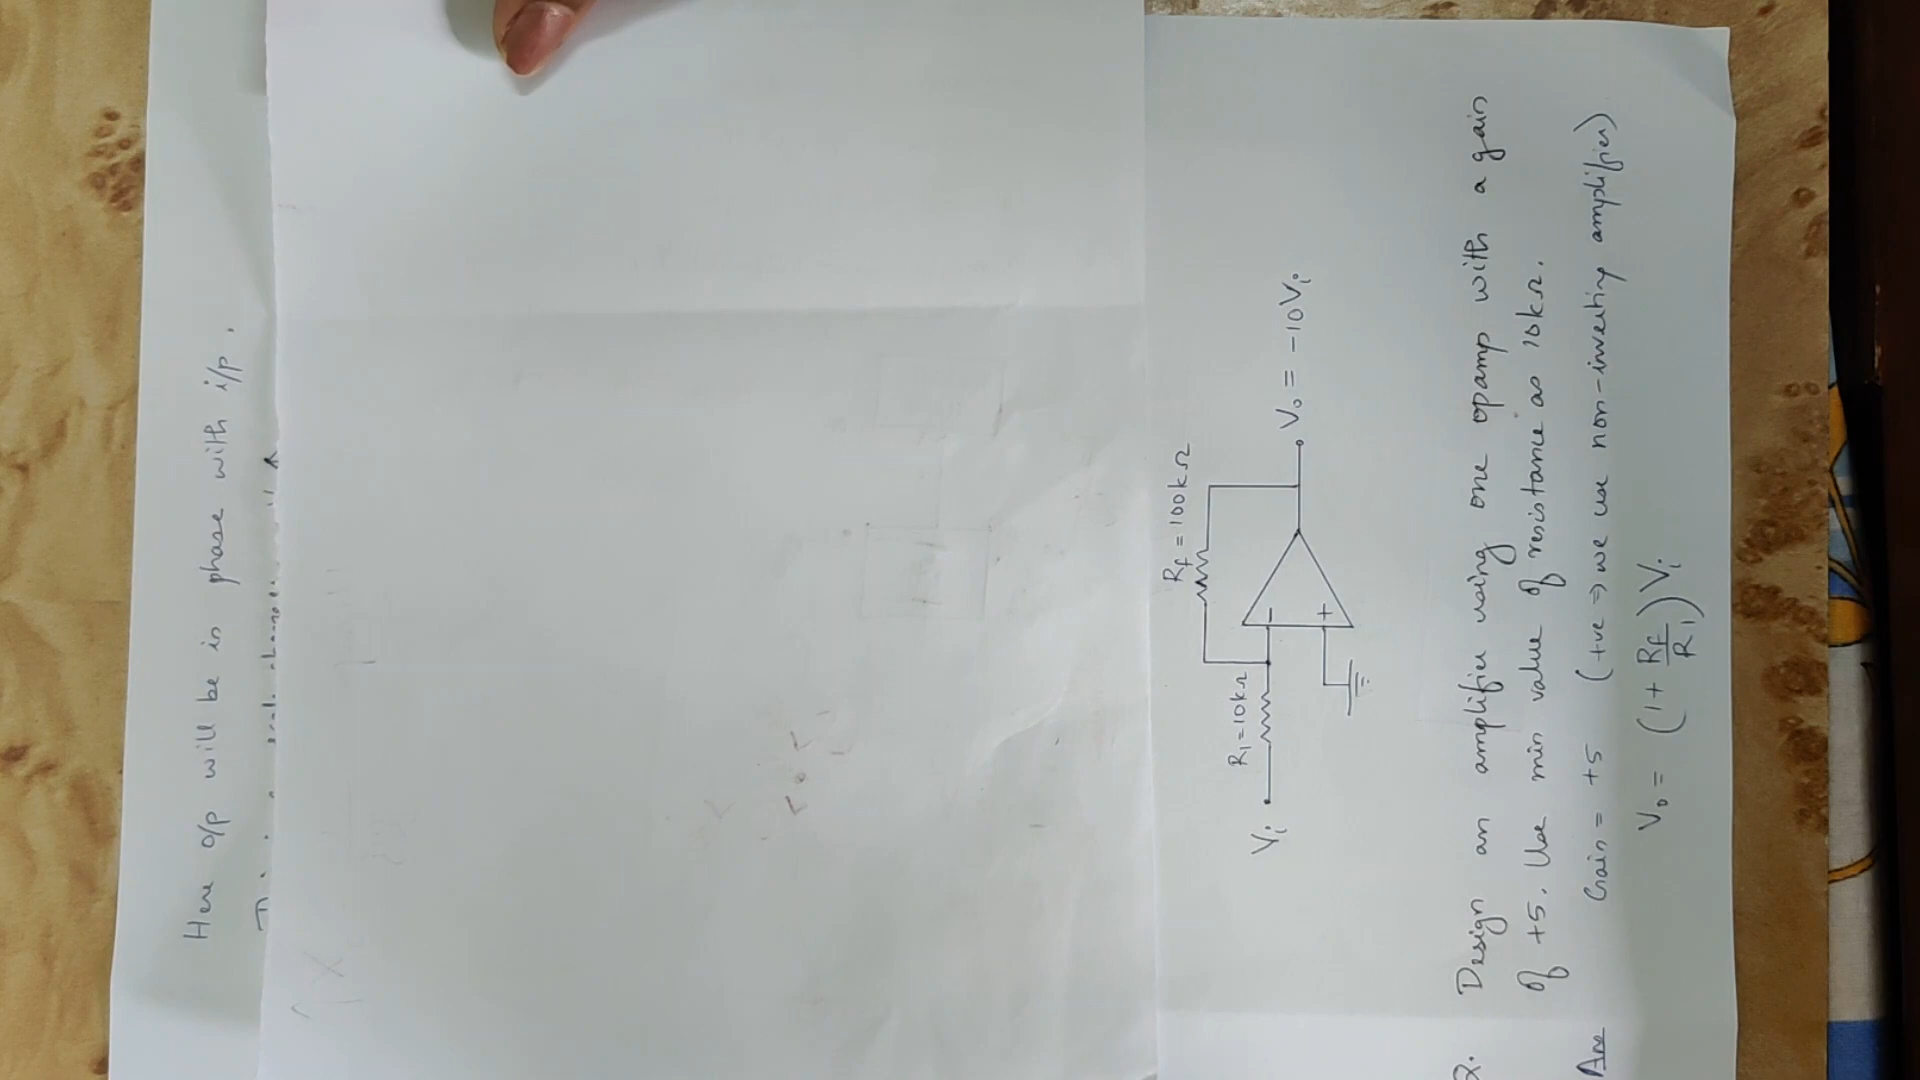 Here o/p will be in phase with i/p.
Rf = 100kΩ
R1=10kΩ
Vi
−
+
Vo = -10Vi
2. Design an amplifier using one opamp with a gain
of +5. Use min value of resistance as 10kΩ.
Ans Gain = +5 (+ve ⇒ we use non-inverting amplifier)
Vo = (1 + Rf/R1)Vi